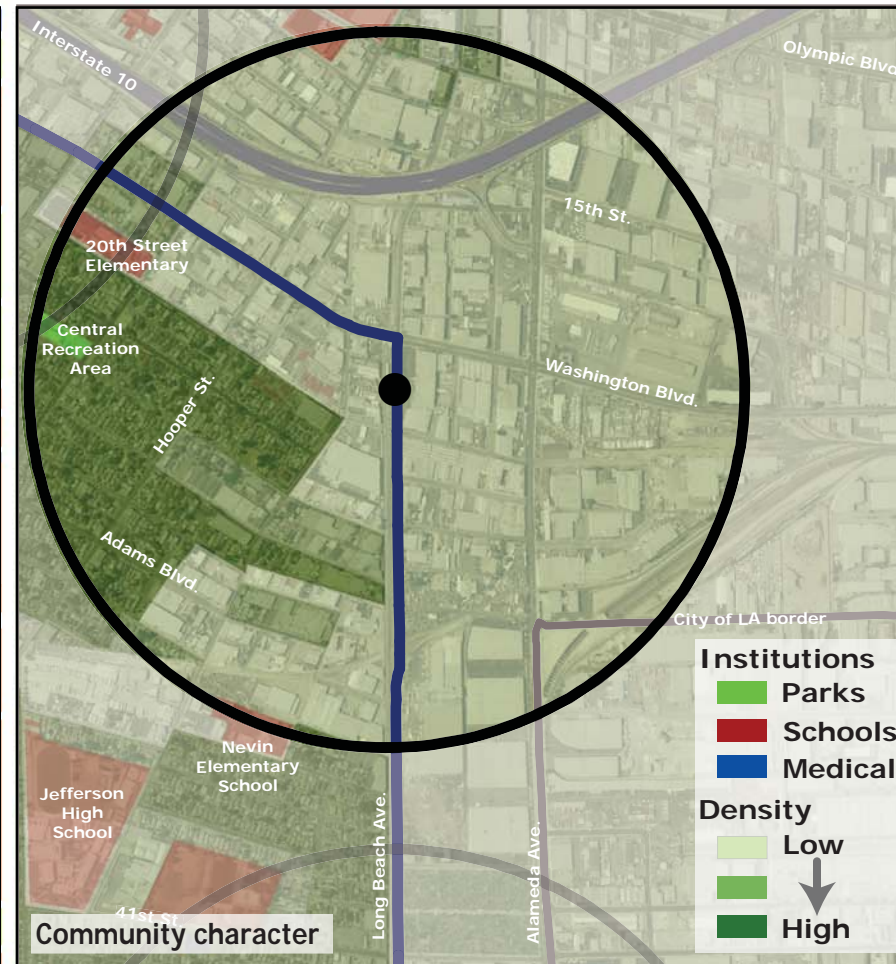 Interstate 10
Olympic Blvd
15th St.
20th Street
Elementary
Central
Recreation
Area
Hooper St.
Washington Blvd.
Adams Blvd.
City of LA border
Institutions
Parks
Schools
Medical
Density
Low
High
Nevin
Elementary
School
Jefferson
High
School
Long Beach Ave.
Alameda Ave.
41st St.
Community character